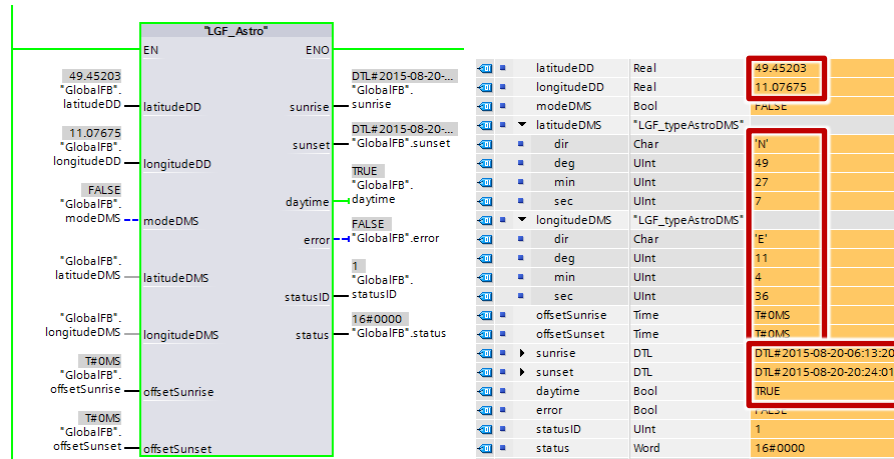 "LGF_Astro"
EN ENO
49.45203
"GlobalFB".
latitudeDD latitudeDD
DTL#2015-08-20-...
"GlobalFB".
sunrise sunrise
11.07675
"GlobalFB".
longitudeDD longitudeDD
DTL#2015-08-20-...
sunset "GlobalFB".sunset
FALSE
"GlobalFB".
modeDMS modeDMS
TRUE
"GlobalFB".
daytime daytime
FALSE
error "GlobalFB".error
"GlobalFB".
latitudeDMS latitudeDMS
1
"GlobalFB".
statusID statusID
"GlobalFB".
longitudeDMS longitudeDMS
16#0000
status "GlobalFB".status
T#0MS
"GlobalFB".
offsetSunrise offsetSunrise
T#0MS
"GlobalFB".
offsetSunset offsetSunset
latitudeDD Real 49.45203
longitudeDD Real 11.07675
modeDMS Bool FALSE
latitudeDMS "LGF_typeAstroDMS"
dir Char 'N'
deg UInt 49
min UInt 27
sec UInt 7
longitudeDMS "LGF_typeAstroDMS"
dir Char 'E'
deg UInt 11
min UInt 4
sec UInt 36
offsetSunrise Time T#0MS
offsetSunset Time T#0MS
sunrise DTL DTL#2015-08-20-06:13:20
sunset DTL DTL#2015-08-20-20:24:01
daytime Bool TRUE
error Bool FALSE
statusID UInt 1
status Word 16#0000